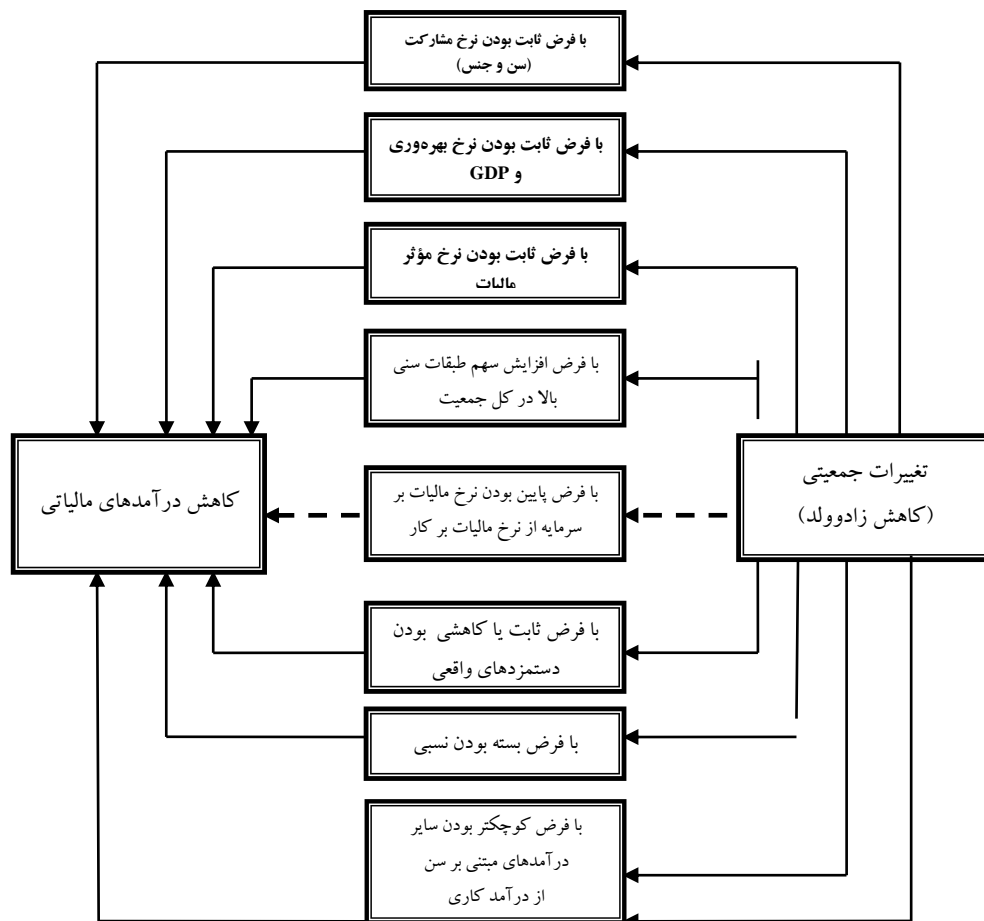 با فرض ثابت بودن نرخ مشارکت
(سن و جنس)
با فرض ثابت بودن نرخ بهره‌وری
و GDP
با فرض ثابت بودن نرخ مؤثر
مالیات
با فرض افزایش سهم طبقات سنی
بالا در کل جمعیت
تغییرات جمعیتی
(کاهش زادوولد)
با فرض پایین بودن نرخ مالیات بر
سرمایه از نرخ مالیات بر کار
کاهش درآمدهای مالیاتی
با فرض ثابت یا کاهشی بودن
دستمزدهای واقعی
با فرض بسته بودن نسبی
با فرض کوچکتر بودن سایر
درآمدهای مبتنی بر سن
از درآمد کاری